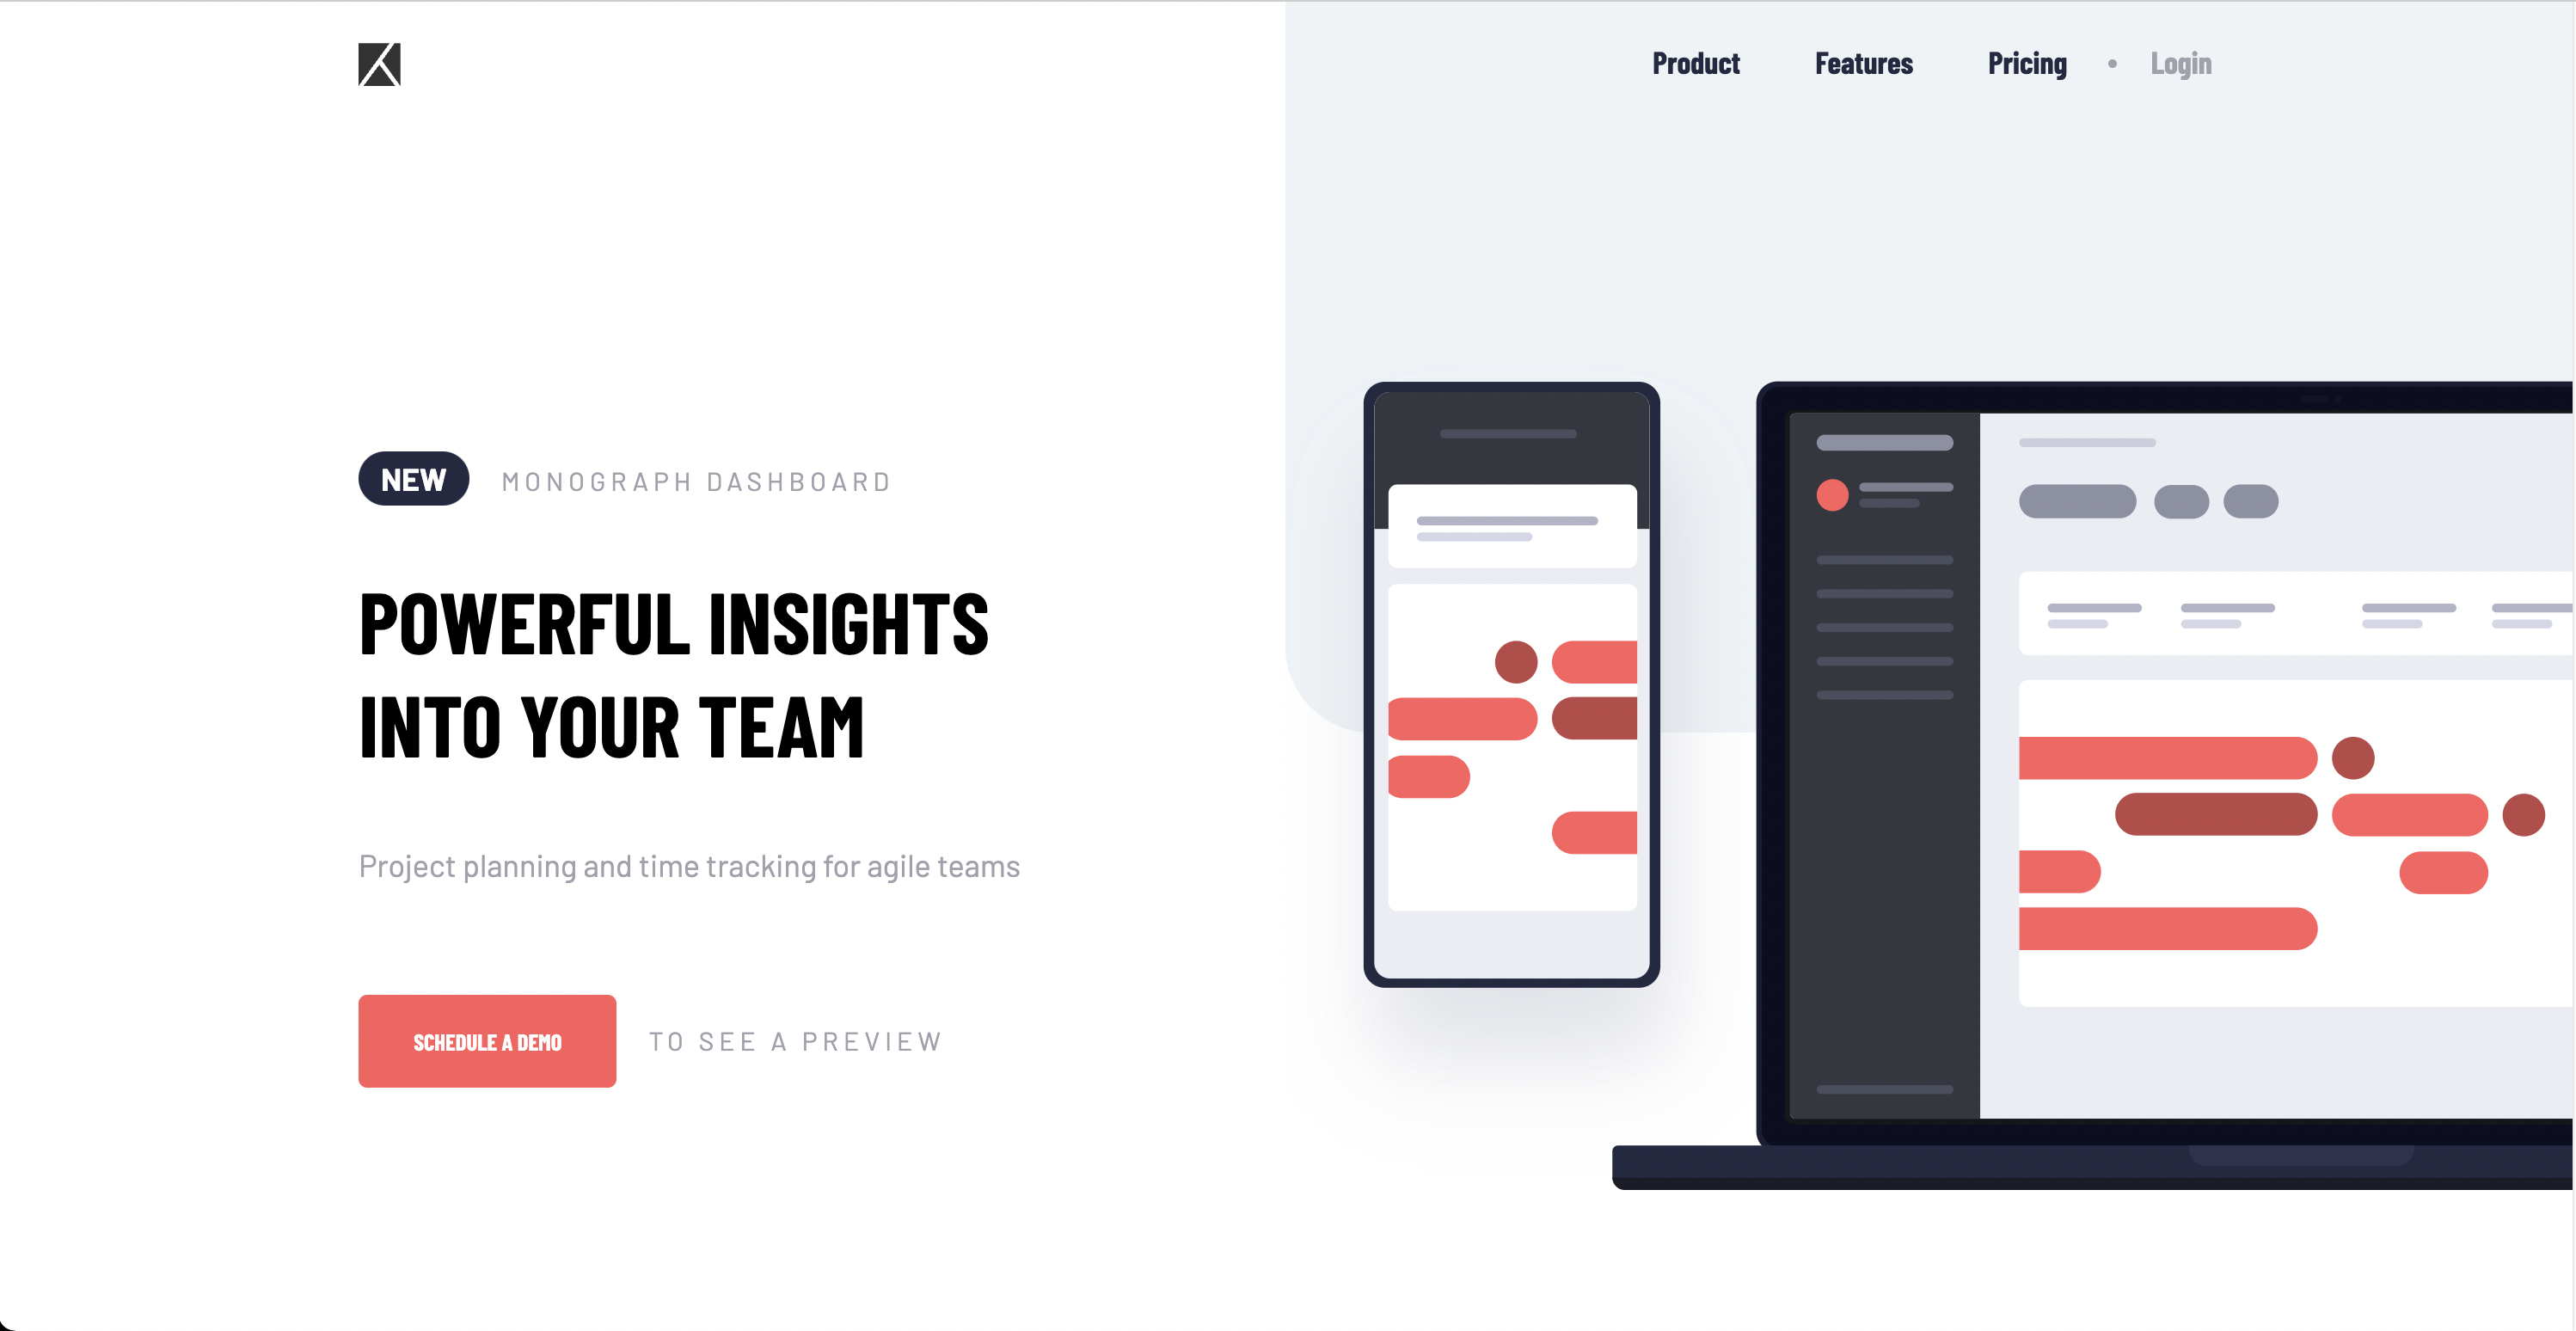 Product Features Pricing • Login
NEW MONOGRAPH DASHBOARD
POWERFUL INSIGHTS
INTO YOUR TEAM
Project planning and time tracking for agile teams
SCHEDULE A DEMO TO SEE A PREVIEW